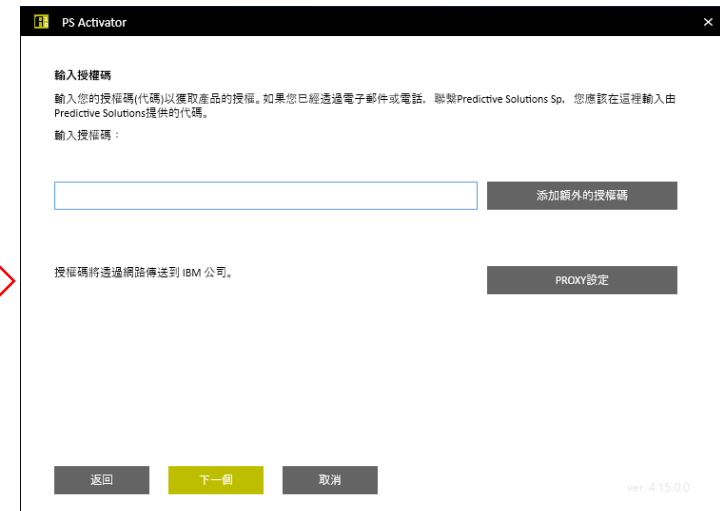 PS Activator
輸入授權碼
輸入您的授權碼(代碼)以獲取產品的授權。如果您已經透過電子郵件或電話, 聯繫Predictive Solutions Sp, 您應該在這裡輸入由
Predictive Solutions提供的代碼。
輸入授權碼：
添加額外的授權碼
授權碼將透過網路傳送到 IBM 公司。
PROXY設定
返回
下一個
取消
ver. 4.15.0.0